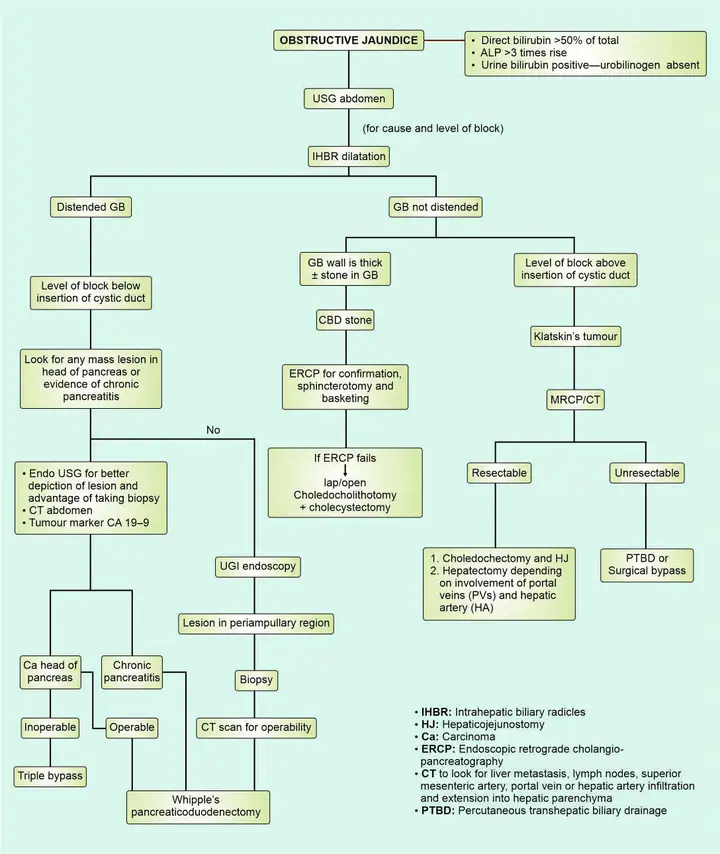 OBSTRUCTIVE JAUNDICE
• Direct bilirubin >50% of total
• ALP >3 times rise
• Urine bilirubin positive—urobilinogen absent
USG abdomen
(for cause and level of block)
IHBR dilatation
Distended GB
GB not distended
Level of block below
insertion of cystic duct
GB wall is thick
± stone in GB
Level of block above
insertion of cystic duct
CBD stone
Klatskin's tumour
Look for any mass lesion in
head of pancreas or
evidence of chronic
pancreatitis
ERCP for confirmation,
sphincterotomy and
basketing
MRCP/CT
No
If ERCP fails
lap/open
Choledocholithotomy
+ cholecystectomy
Resectable
Unresectable
• Endo USG for better
depiction of lesion and
advantage of taking biopsy
• CT abdomen
• Tumour marker CA 19–9
UGI endoscopy
1. Choledochectomy and HJ
2. Hepatectomy depending
on involvement of portal
veins (PVs) and hepatic
artery (HA)
PTBD or
Surgical bypass
Lesion in periampullary region
Ca head of
pancreas
Chronic
pancreatitis
Biopsy
Inoperable
Operable
CT scan for operability
Triple bypass
Whipple's
pancreaticoduodenectomy
• IHBR: Intrahepatic biliary radicles
• HJ: Hepaticojejunostomy
• Ca: Carcinoma
• ERCP: Endoscopic retrograde cholangio-
pancreatography
• CT to look for liver metastasis, lymph nodes, superior
mesenteric artery, portal vein or hepatic artery infiltration
and extension into hepatic parenchyma
• PTBD: Percutaneous transhepatic biliary drainage